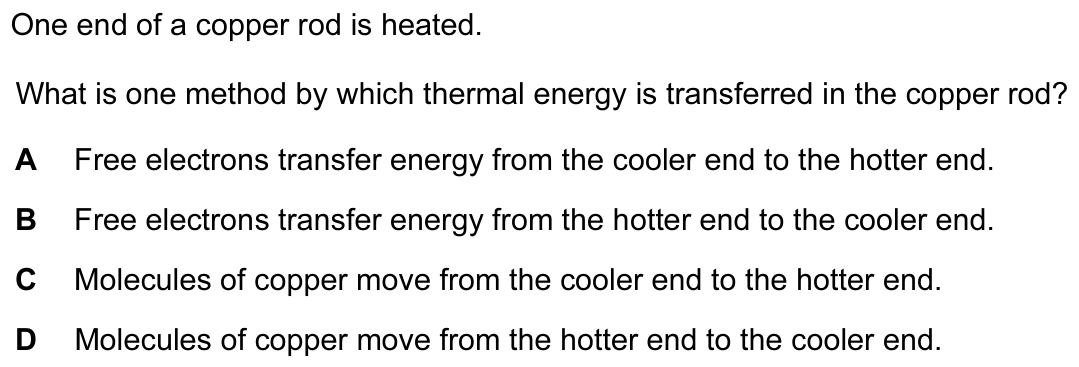 One end of a copper rod is heated.
What is one method by which thermal energy is transferred in the copper rod?
A Free electrons transfer energy from the cooler end to the hotter end.
B Free electrons transfer energy from the hotter end to the cooler end.
C Molecules of copper move from the cooler end to the hotter end.
D Molecules of copper move from the hotter end to the cooler end.